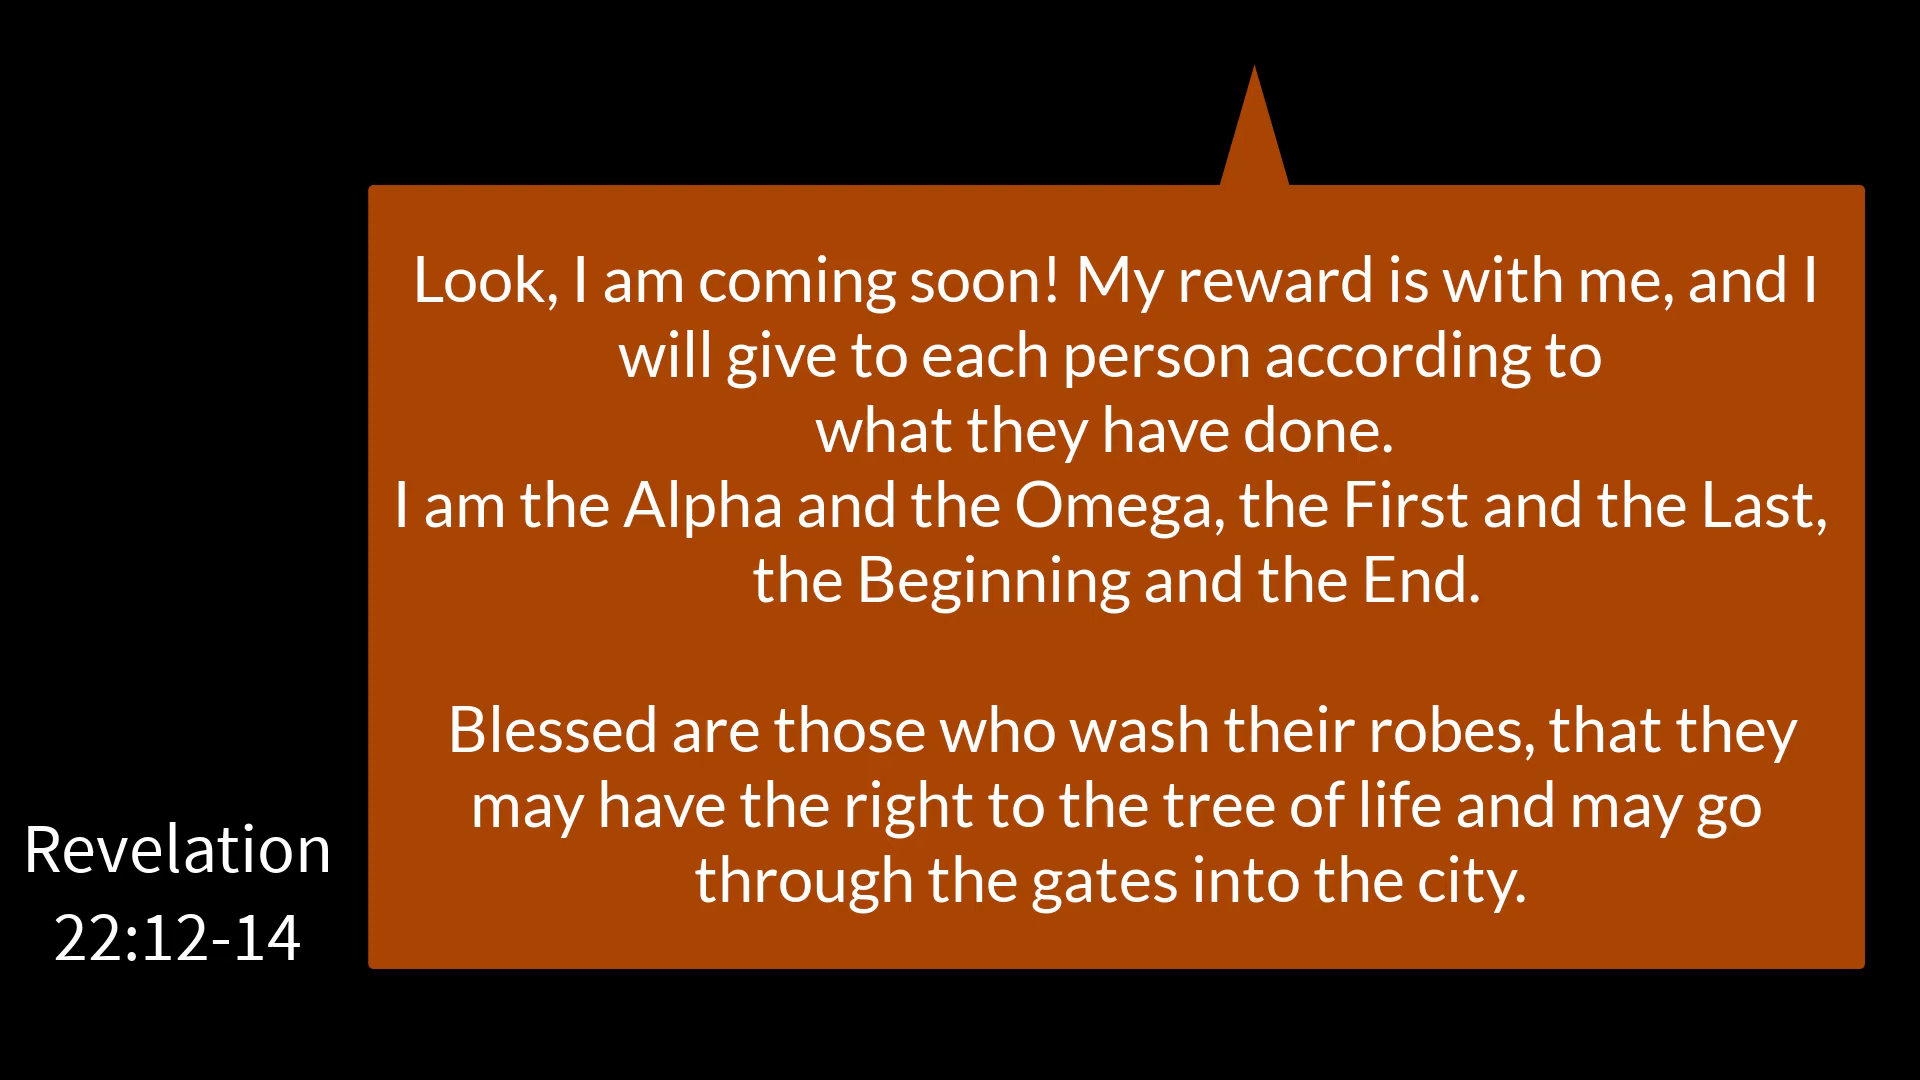 Look, I am coming soon! My reward is with me, and I
will give to each person according to
what they have done.
I am the Alpha and the Omega, the First and the Last,
the Beginning and the End.
Blessed are those who wash their robes, that they
may have the right to the tree of life and may go
through the gates into the city.
Revelation
22:12-14